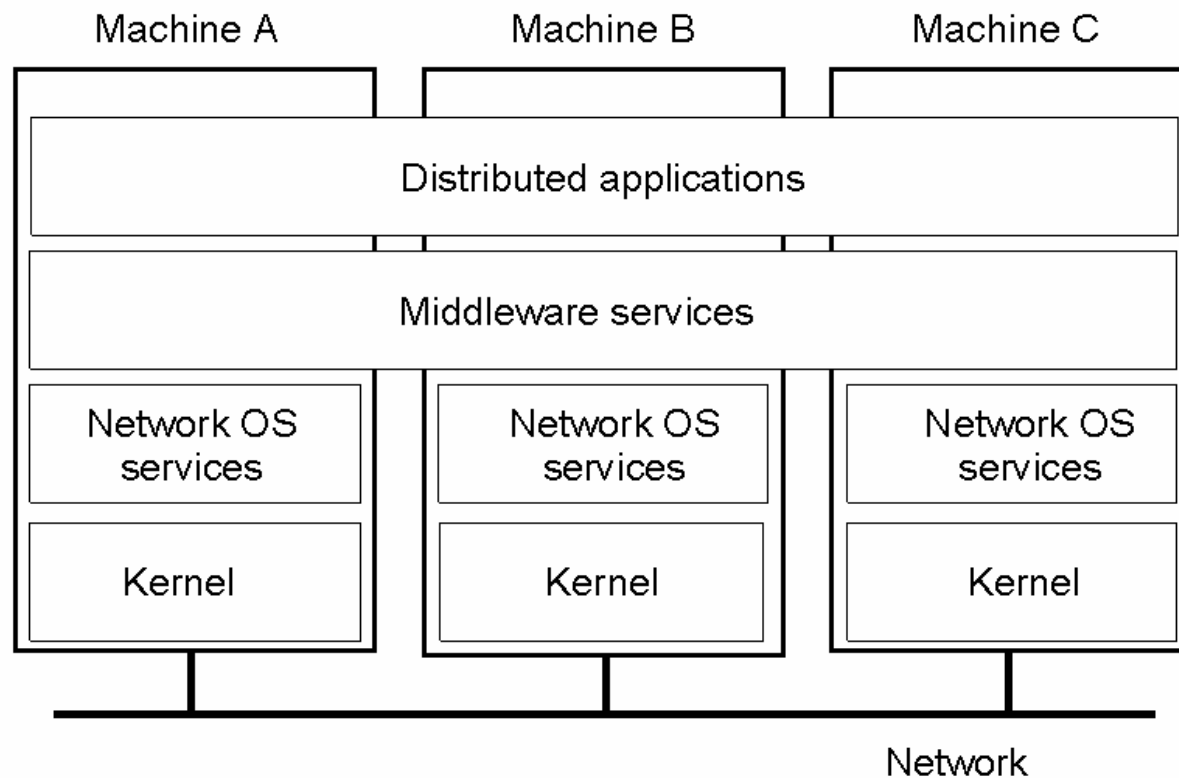 Machine A
Machine B
Machine C
Distributed applications
Middleware services
Network OS
services
Network OS
services
Network OS
services
Kernel
Kernel
Kernel
Network